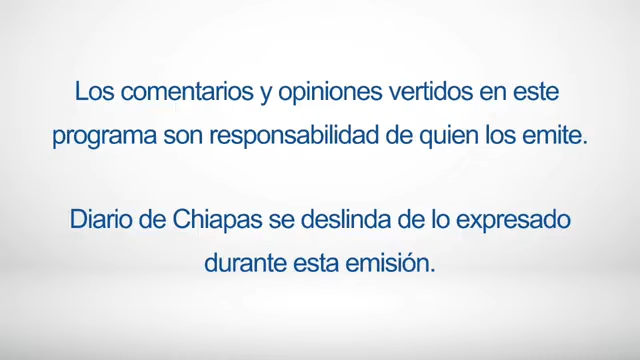 Los comentarios y opiniones vertidos en este
programa son responsabilidad de quien los emite.
Diario de Chiapas se deslinda de lo expresado
durante esta emisión.